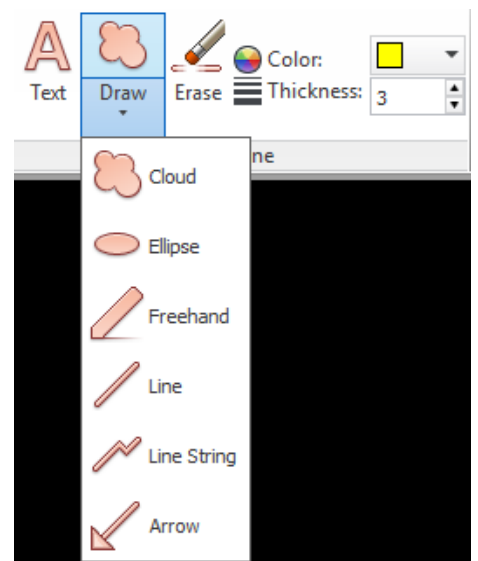 Text
Draw
Erase
Color:
Thickness:
3
ne
Cloud
Ellipse
Freehand
Line
Line String
Arrow